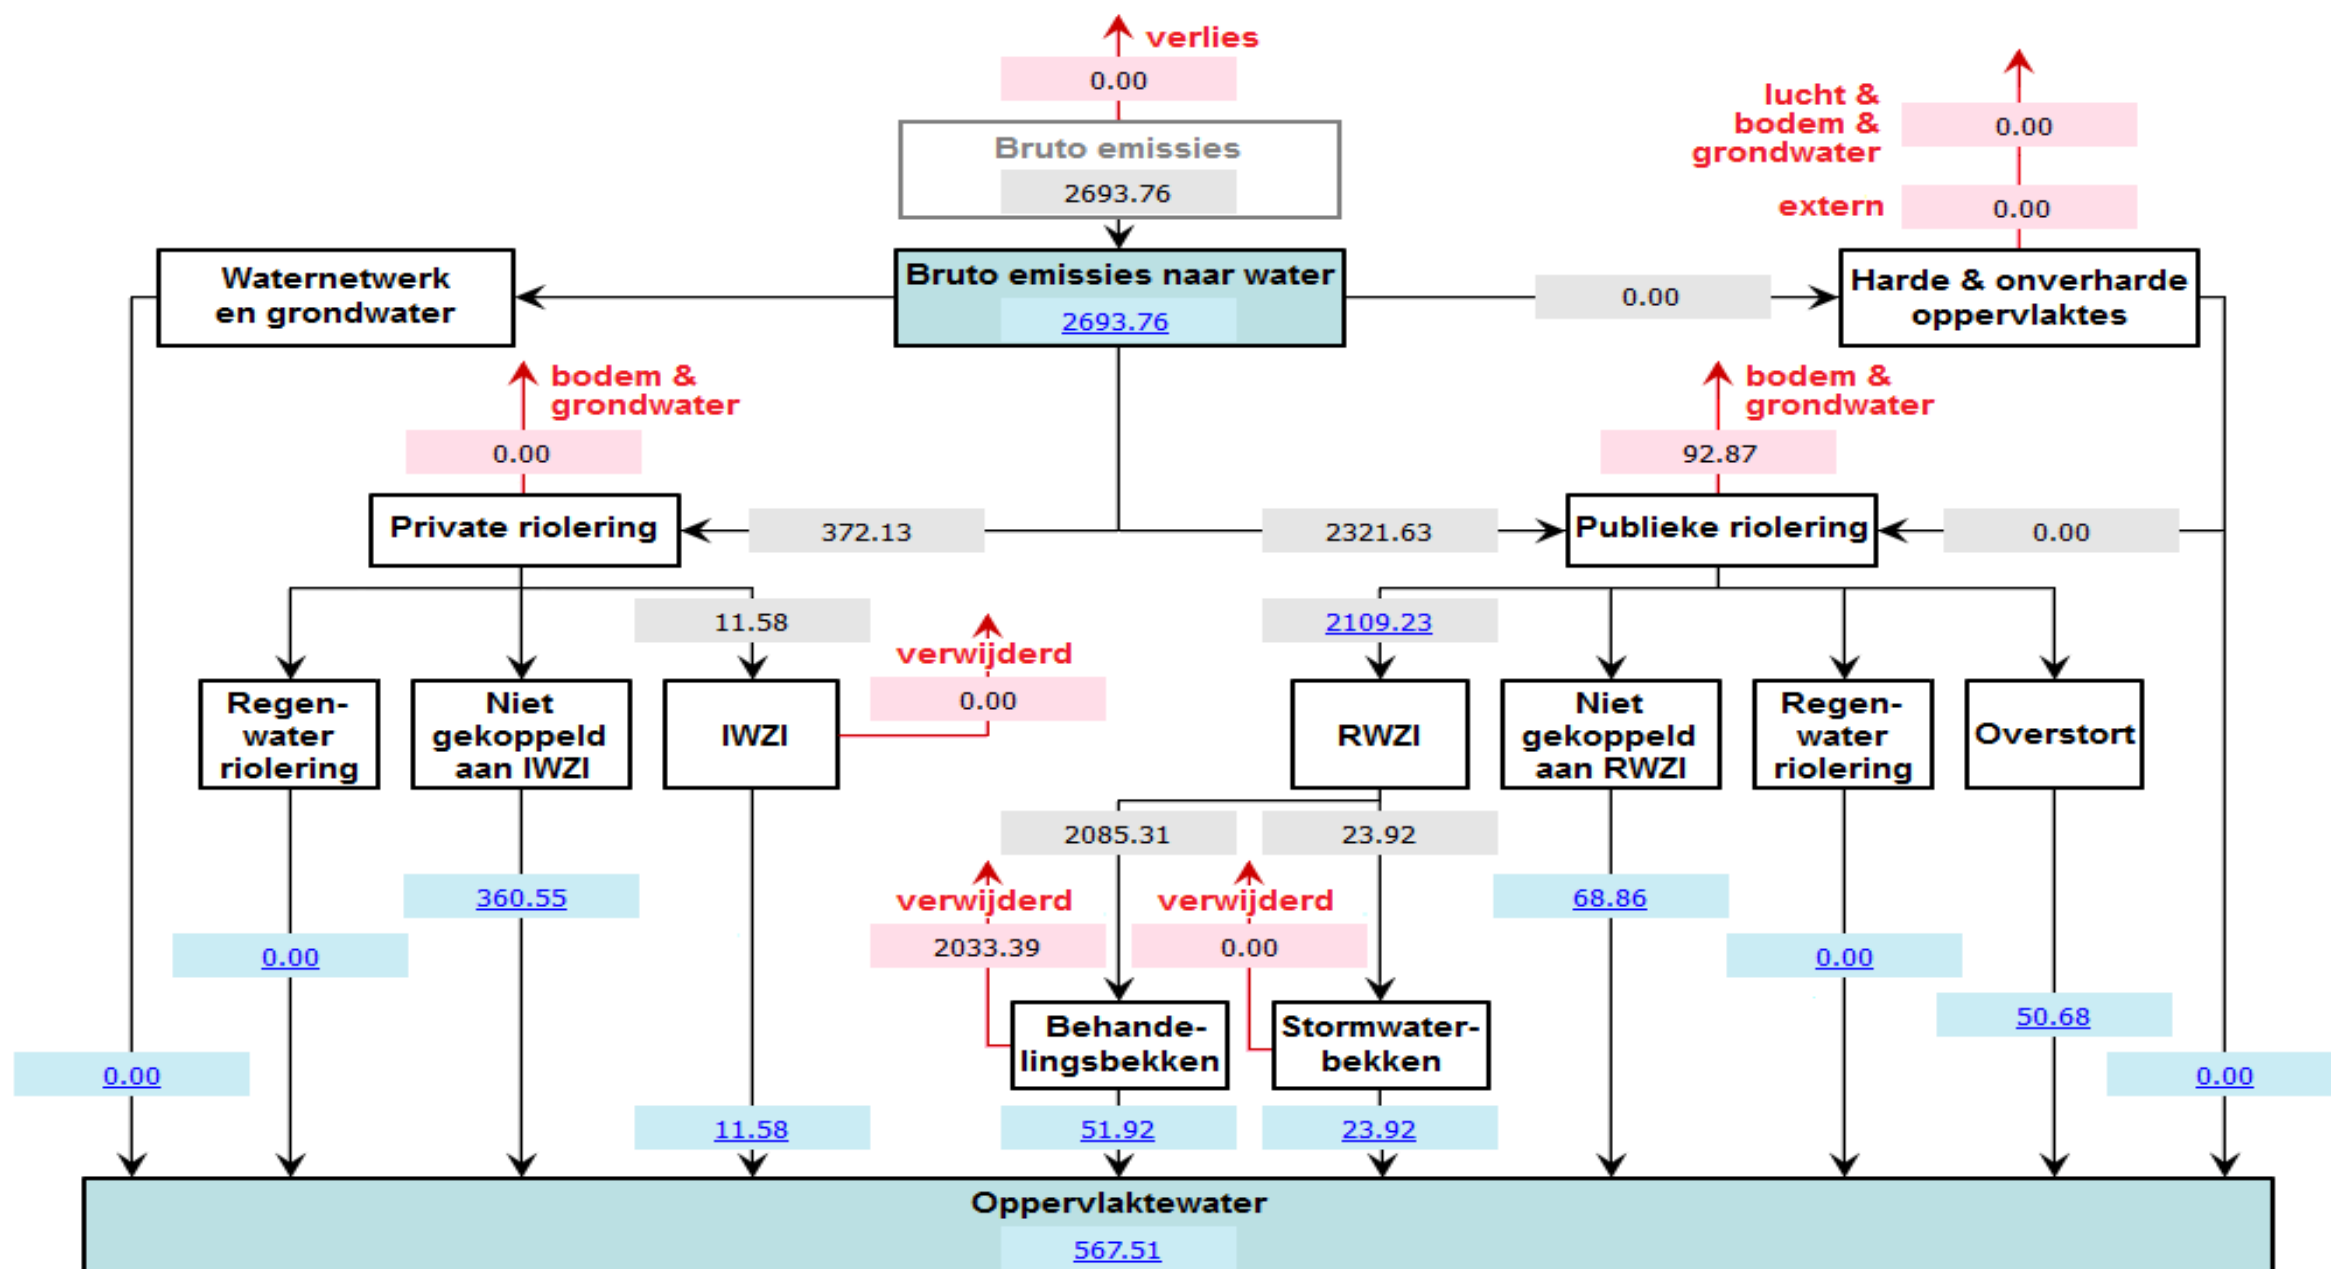 verlies
0.00
lucht &
bodem &
grondwater
0.00
Bruto emissies
2693.76
extern
0.00
Waternetwerk
en grondwater
Bruto emissies naar water
2693.76
0.00
Harde & onverharde
oppervlaktes
bodem &
grondwater
0.00
bodem &
grondwater
92.87
Private riolering
372.13
2321.63
Publieke riolering
0.00
11.58
verwijderd
0.00
2109.23
Regen-
water
riolering
Niet
gekoppeld
aan IWZI
IWZI
RWZI
Niet
gekoppeld
aan RWZI
Regen-
water
riolering
Overstort
2085.31
23.92
360.55
verwijderd
2033.39
verwijderd
0.00
68.86
0.00
0.00
Behande-
lingsbekken
Stormwater-
bekken
50.68
0.00
0.00
11.58
51.92
23.92
Oppervlaktewater
567.51